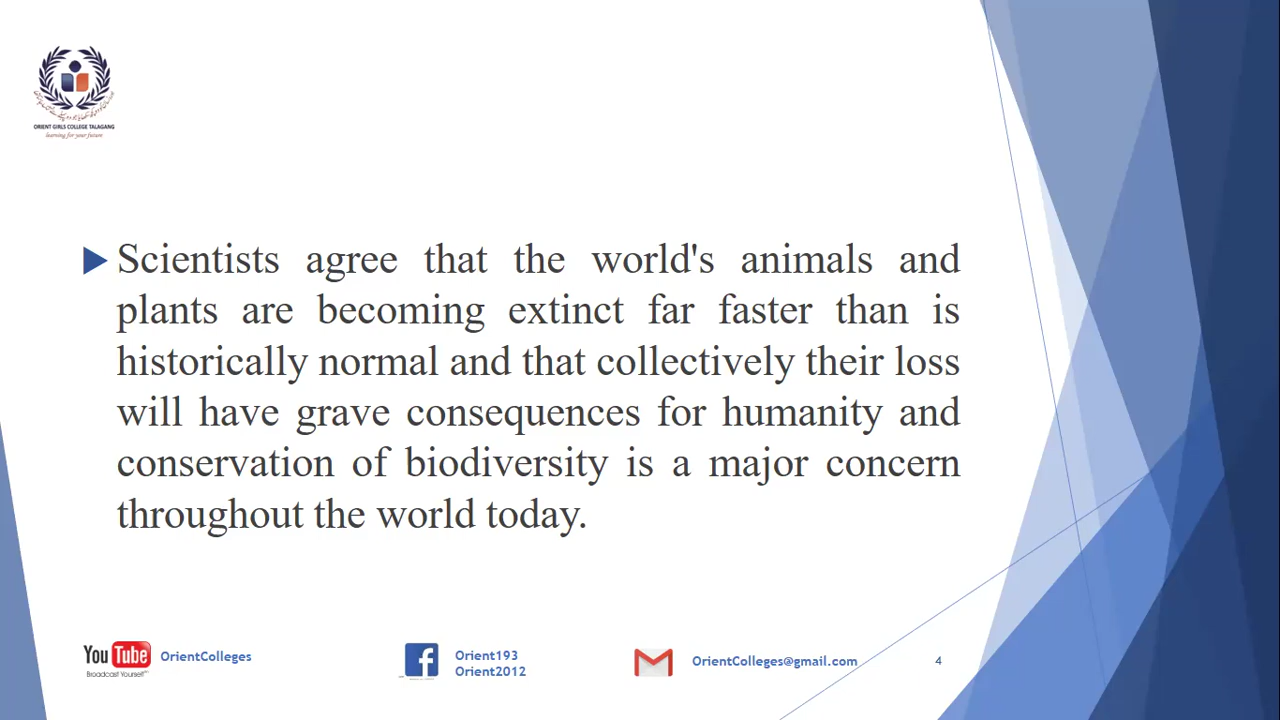 ORIENT GIRLS COLLEGE TALAGANG
learning for your future
Scientists agree that the world's animals and
plants are becoming extinct far faster than is
historically normal and that collectively their loss
will have grave consequences for humanity and
conservation of biodiversity is a major concern
throughout the world today.
YouTube
Broadcast Yourself
OrientColleges
f
Orient193
Orient2012
OrientColleges@gmail.com
4